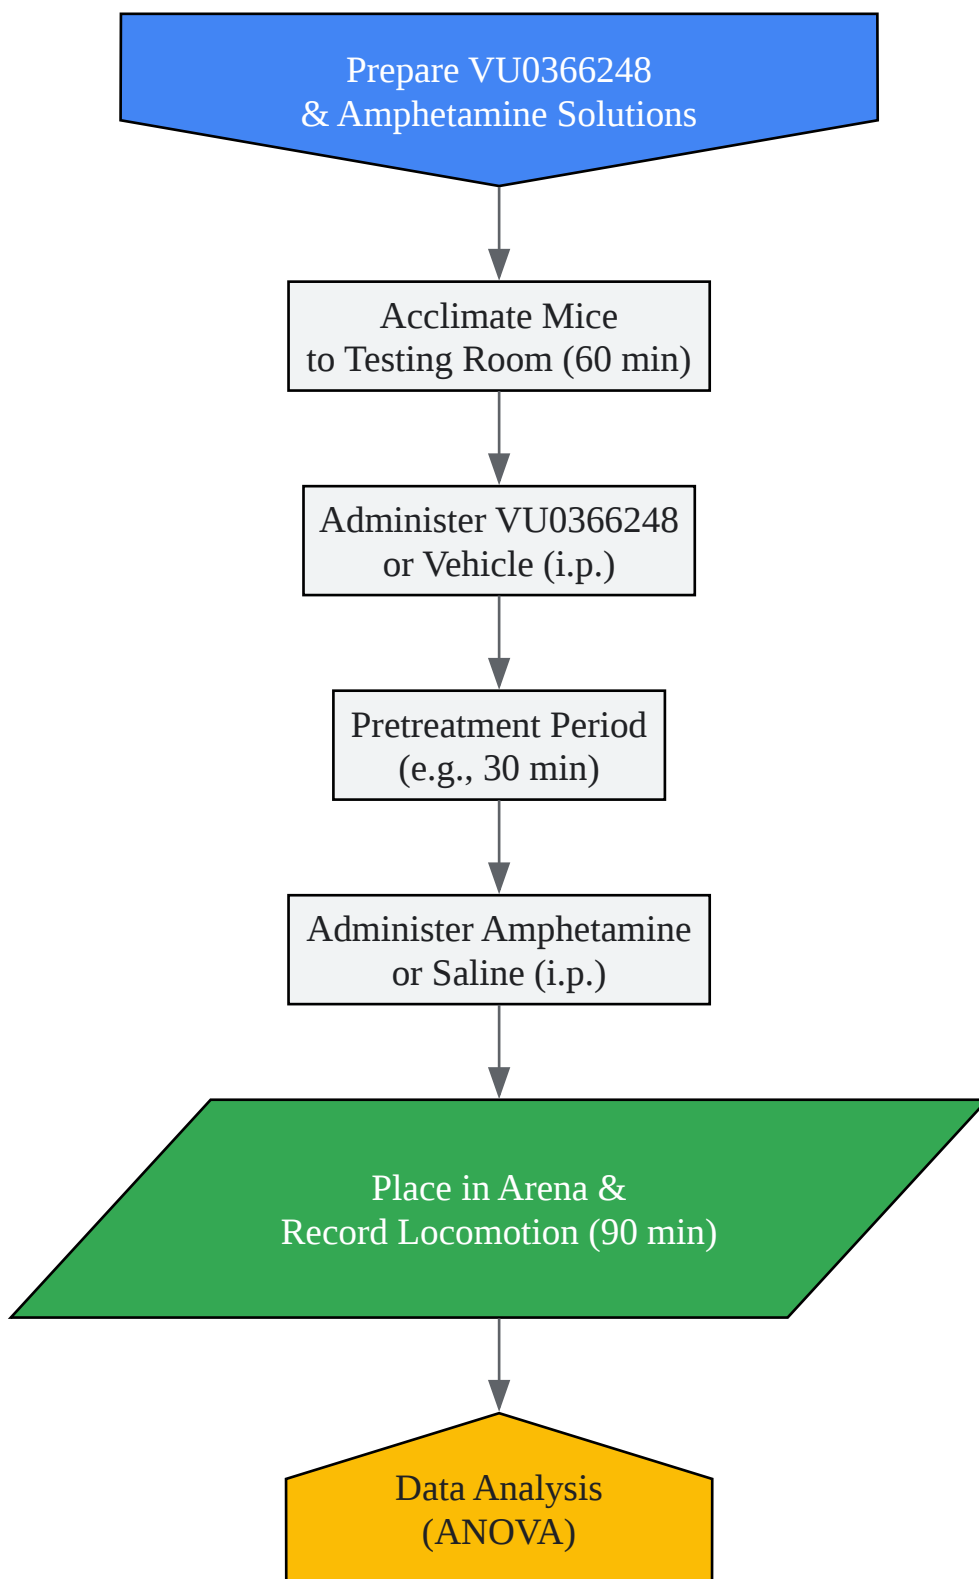 Prepare VU0366248
& Amphetamine Solutions
Acclimate Mice
to Testing Room (60 min)
Administer VU0366248
or Vehicle (i.p.)
Pretreatment Period
(e.g., 30 min)
Administer Amphetamine
or Saline (i.p.)
Place in Arena &
Record Locomotion (90 min)
Data Analysis
(ANOVA)